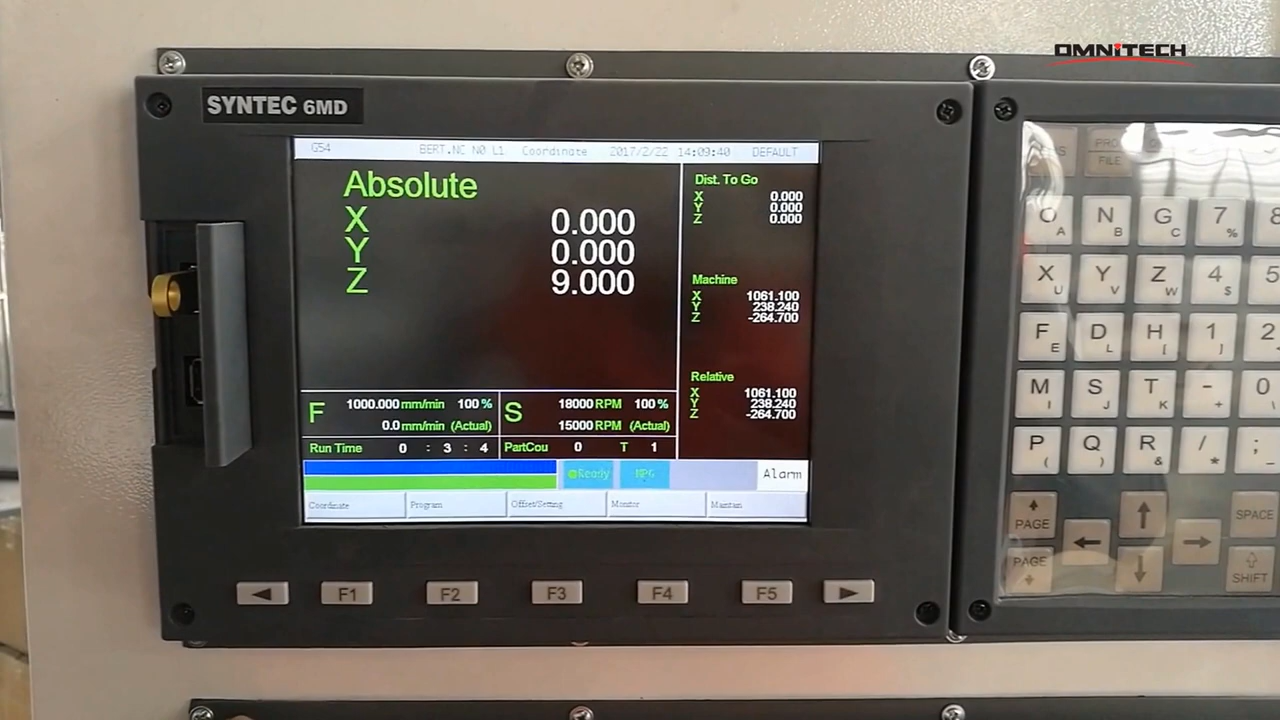 OMNiTECH
SYNTEC 6MD
G54 BERT.NC N0 L1 Coordinate 2017/2/22 14:09:40 DEFAULT
Absolute
X 0.000
Y 0.000
Z 9.000
Dist. To Go
X 0.000
Y 0.000
Z 0.000
Machine
X 1061.100
Y 238.240
Z -264.700
Relative
X 1061.100
Y 238.240
Z -264.700
F 1000.000 mm/min 100 %
0.0 mm/min (Actual)
S 18000 RPM 100 %
15000 RPM (Actual)
Run Time 0 : 3 : 4
PartCou 0 T 1
Ready MPG Alarm
Coordinate Program Offset/Setting Monitor Maintain
◄ F1 F2 F3 F4 F5 ►
FILE
O A N B G C 7 % 8
X U Y V Z W 4 $ 5
F E D L H [ 1 ] 2
M I S J T K - + 0 \
P ( Q ) R & / * ; _
↑ PAGE ↑ SPACE
← →
PAGE ↓ ↓ ⇧ SHIFT